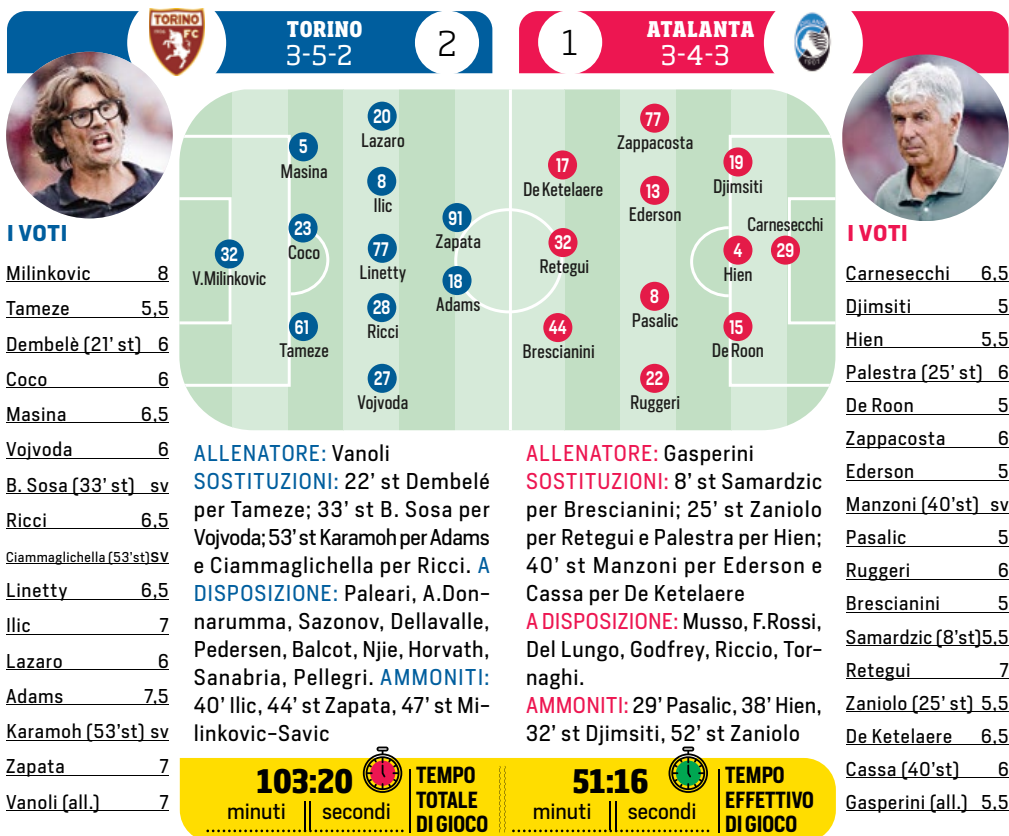 TORINO
FC
TORINO
3-5-2
2
1
ATALANTA
3-4-3
ATALANTA
1907
I VOTI
Milinkovic 8
Tameze 5,5
Dembelè (21' st) 6
Coco 6
Masina 6,5
Vojvoda 6
B. Sosa (33' st) sv
Ricci 6,5
Ciammaglichella (53'st) sv
Linetty 6,5
Ilic 7
Lazaro 6
Adams 7,5
Karamoh (53'st) sv
Zapata 7
Vanoli (all.) 7
20
Lazaro
5
Masina
8
Ilic
23
Coco
91
Zapata
32
V.Milinkovic
77
Linetty
18
Adams
28
Ricci
61
Tameze
27
Vojvoda
77
Zappacosta
17
De Ketelaere
19
Djimsiti
13
Ederson
Carnesecchi
29
32
Retegui
4
Hien
8
Pasalic
44
Brescianini
15
De Roon
22
Ruggeri
ALLENATORE: Vanoli
SOSTITUZIONI: 22' st Dembelé
per Tameze; 33' st B. Sosa per
Vojvoda; 53' st Karamoh per Adams
e Ciammaglichella per Ricci. A
DISPOSIZIONE: Paleari, A.Don-
narumma, Sazonov, Dellavalle,
Pedersen, Balcot, Njie, Horvath,
Sanabria, Pellegri. AMMONITI:
40' Ilic, 44' st Zapata, 47' st Mi-
linkovic-Savic
ALLENATORE: Gasperini
SOSTITUZIONI: 8' st Samardzic
per Brescianini; 25' st Zaniolo
per Retegui e Palestra per Hien;
40' st Manzoni per Ederson e
Cassa per De Ketelaere
A DISPOSIZIONE: Musso, F.Rossi,
Del Lungo, Godfrey, Riccio, Tor-
naghi.
AMMONITI: 29' Pasalic, 38' Hien,
32' st Djimsiti, 52' st Zaniolo
I VOTI
Carnesecchi 6,5
Djimsiti 5
Hien 5,5
Palestra (25' st) 6
De Roon 5
Zappacosta 6
Ederson 5
Manzoni (40'st) sv
Pasalic 5
Ruggeri 6
Brescianini 5
Samardzic (8'st) 5,5
Retegui 7
Zaniolo (25' st) 5,5
De Ketelaere 6,5
Cassa (40'st) 6
Gasperini (all.) 5,5
103:20
minuti secondi
TEMPO
TOTALE
DI GIOCO
51:16
minuti secondi
TEMPO
EFFETTIVO
DI GIOCO